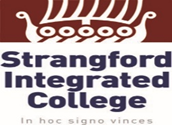 Strangford
Integrated
College
In hoc signo vinces